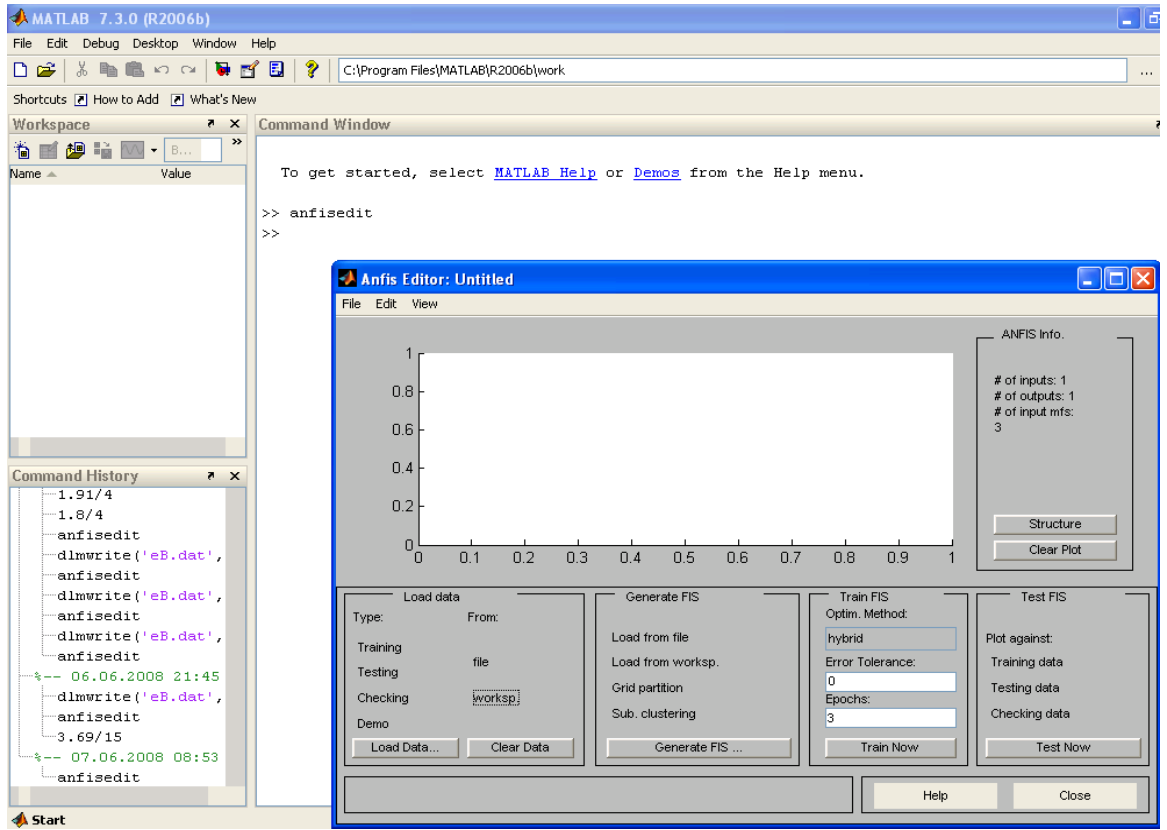 MATLAB 7.3.0 (R2006b)
File Edit Debug Desktop Window Help
C:\Program Files\MATLAB\R2006b\work ...
Shortcuts How to Add What's New
Workspace
B... »
Name Value
Command Window
To get started, select MATLAB Help or Demos from the Help menu.
>> anfisedit
>>
Command History
1.91/4
1.8/4
anfisedit
dlmwrite('eB.dat',
anfisedit
dlmwrite('eB.dat',
anfisedit
dlmwrite('eB.dat',
anfisedit
%-- 06.06.2008 21:45
dlmwrite('eB.dat',
anfisedit
3.69/15
%-- 07.06.2008 08:53
anfisedit
Start
Anfis Editor: Untitled
File Edit View
1
0.8
0.6
0.4
0.2
0
0 0.1 0.2 0.3 0.4 0.5 0.6 0.7 0.8 0.9 1
ANFIS Info.
# of inputs: 1
# of outputs: 1
# of input mfs:
3
Structure
Clear Plot
Load data
Type: From:
Training
file
Testing
Checking worksp.
Demo
Load Data... Clear Data
Generate FIS
Load from file
Load from worksp.
Grid partition
Sub. clustering
Generate FIS ...
Train FIS
Optim. Method:
hybrid
Error Tolerance:
0
Epochs:
3
Train Now
Test FIS
Plot against:
Training data
Testing data
Checking data
Test Now
Help Close